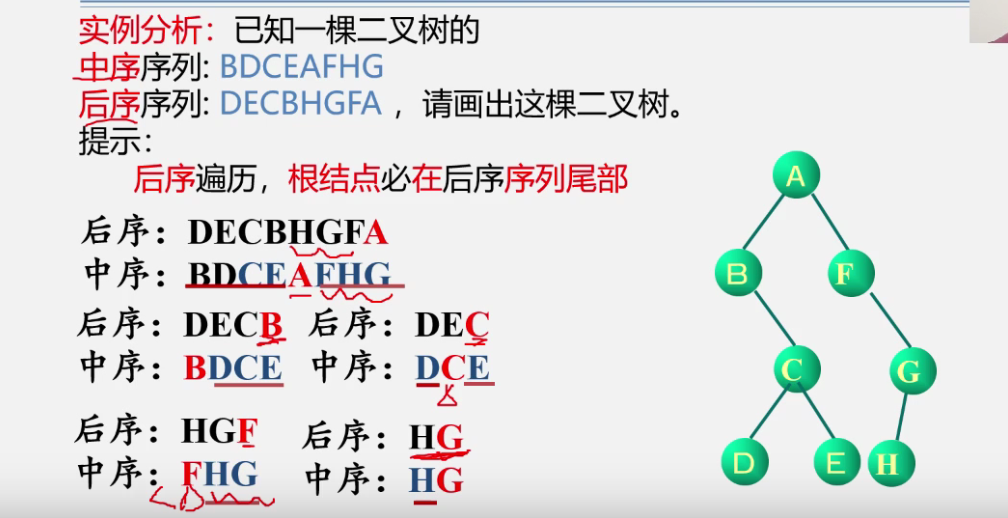 实例分析：已知一棵二叉树的
中序序列: BDCEAFHG
后序序列: DECBHGFA ，请画出这棵二叉树。
提示：
后序遍历，根结点必在后序序列尾部
后序：DECBHGFA
中序：BDCEAFHG
后序：DECB 后序：DEC
中序：BDCE 中序：DCE
后序：HGF 后序：HG
中序：FHG 中序：HG
A
B F
C G
D E H